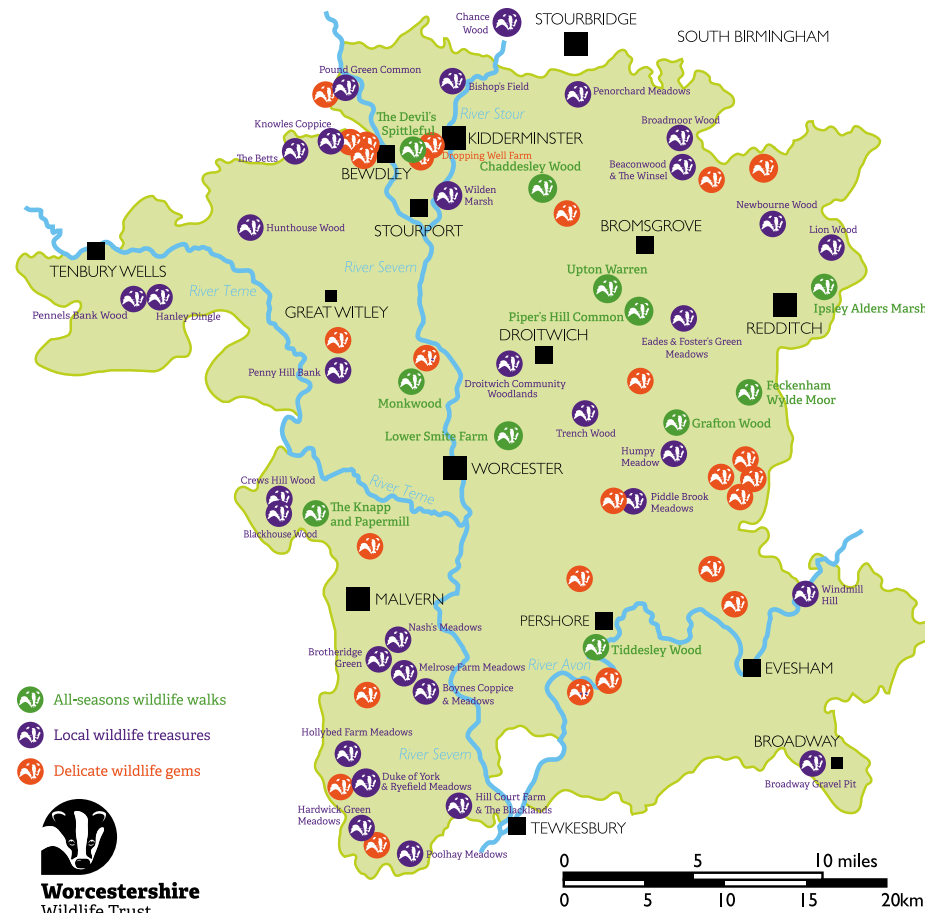 Chance
Wood
STOURBRIDGE
SOUTH BIRMINGHAM
Pound Green Common
Bishop's Field
Penorchard Meadows
River Stour
The Devil's
Spittleful
Knowles Coppice
KIDDERMINSTER
Broadmoor Wood
The Betts
Dropping Well Farm
BEWDLEY
Chaddesley Wood
Beaconwood
& The Winsel
Wilden
Marsh
Newbourne Wood
Hunthouse Wood
STOURPORT
BROMSGROVE
Lion Wood
TENBURY WELLS
River Severn
Upton Warren
River Teme
Pennels Bank Wood
Hanley Dingle
GREAT WITLEY
Piper's Hill Common
Ipsley Alders Marsh
REDDITCH
DROITWICH
Eades & Foster's Green
Meadows
Penny Hill Bank
Droitwich Community
Woodlands
Monkwood
Feckenham
Wylde Moor
Trench Wood
Grafton Wood
Lower Smite Farm
Humpy
Meadow
WORCESTER
Crews Hill Wood
River Teme
Piddle Brook
Meadows
The Knapp
and Papermill
Blackhouse Wood
MALVERN
Windmill
Hill
PERSHORE
Nash's Meadows
Brotheridge
Green
Tiddesley Wood
Melrose Farm Meadows
River Avon
EVESHAM
Boynes Coppice
& Meadows
All-seasons wildlife walks
Local wildlife treasures
Delicate wildlife gems
Hollybed Farm Meadows
River Severn
BROADWAY
Duke of York
& Ryefield Meadows
Broadway Gravel Pit
Hill Court Farm
& The Blacklands
Hardwick Green
Meadows
TEWKESBURY
Poolhay Meadows
0 5 10 miles
0 5 10 15 20km
Worcestershire
Wildlife Trust